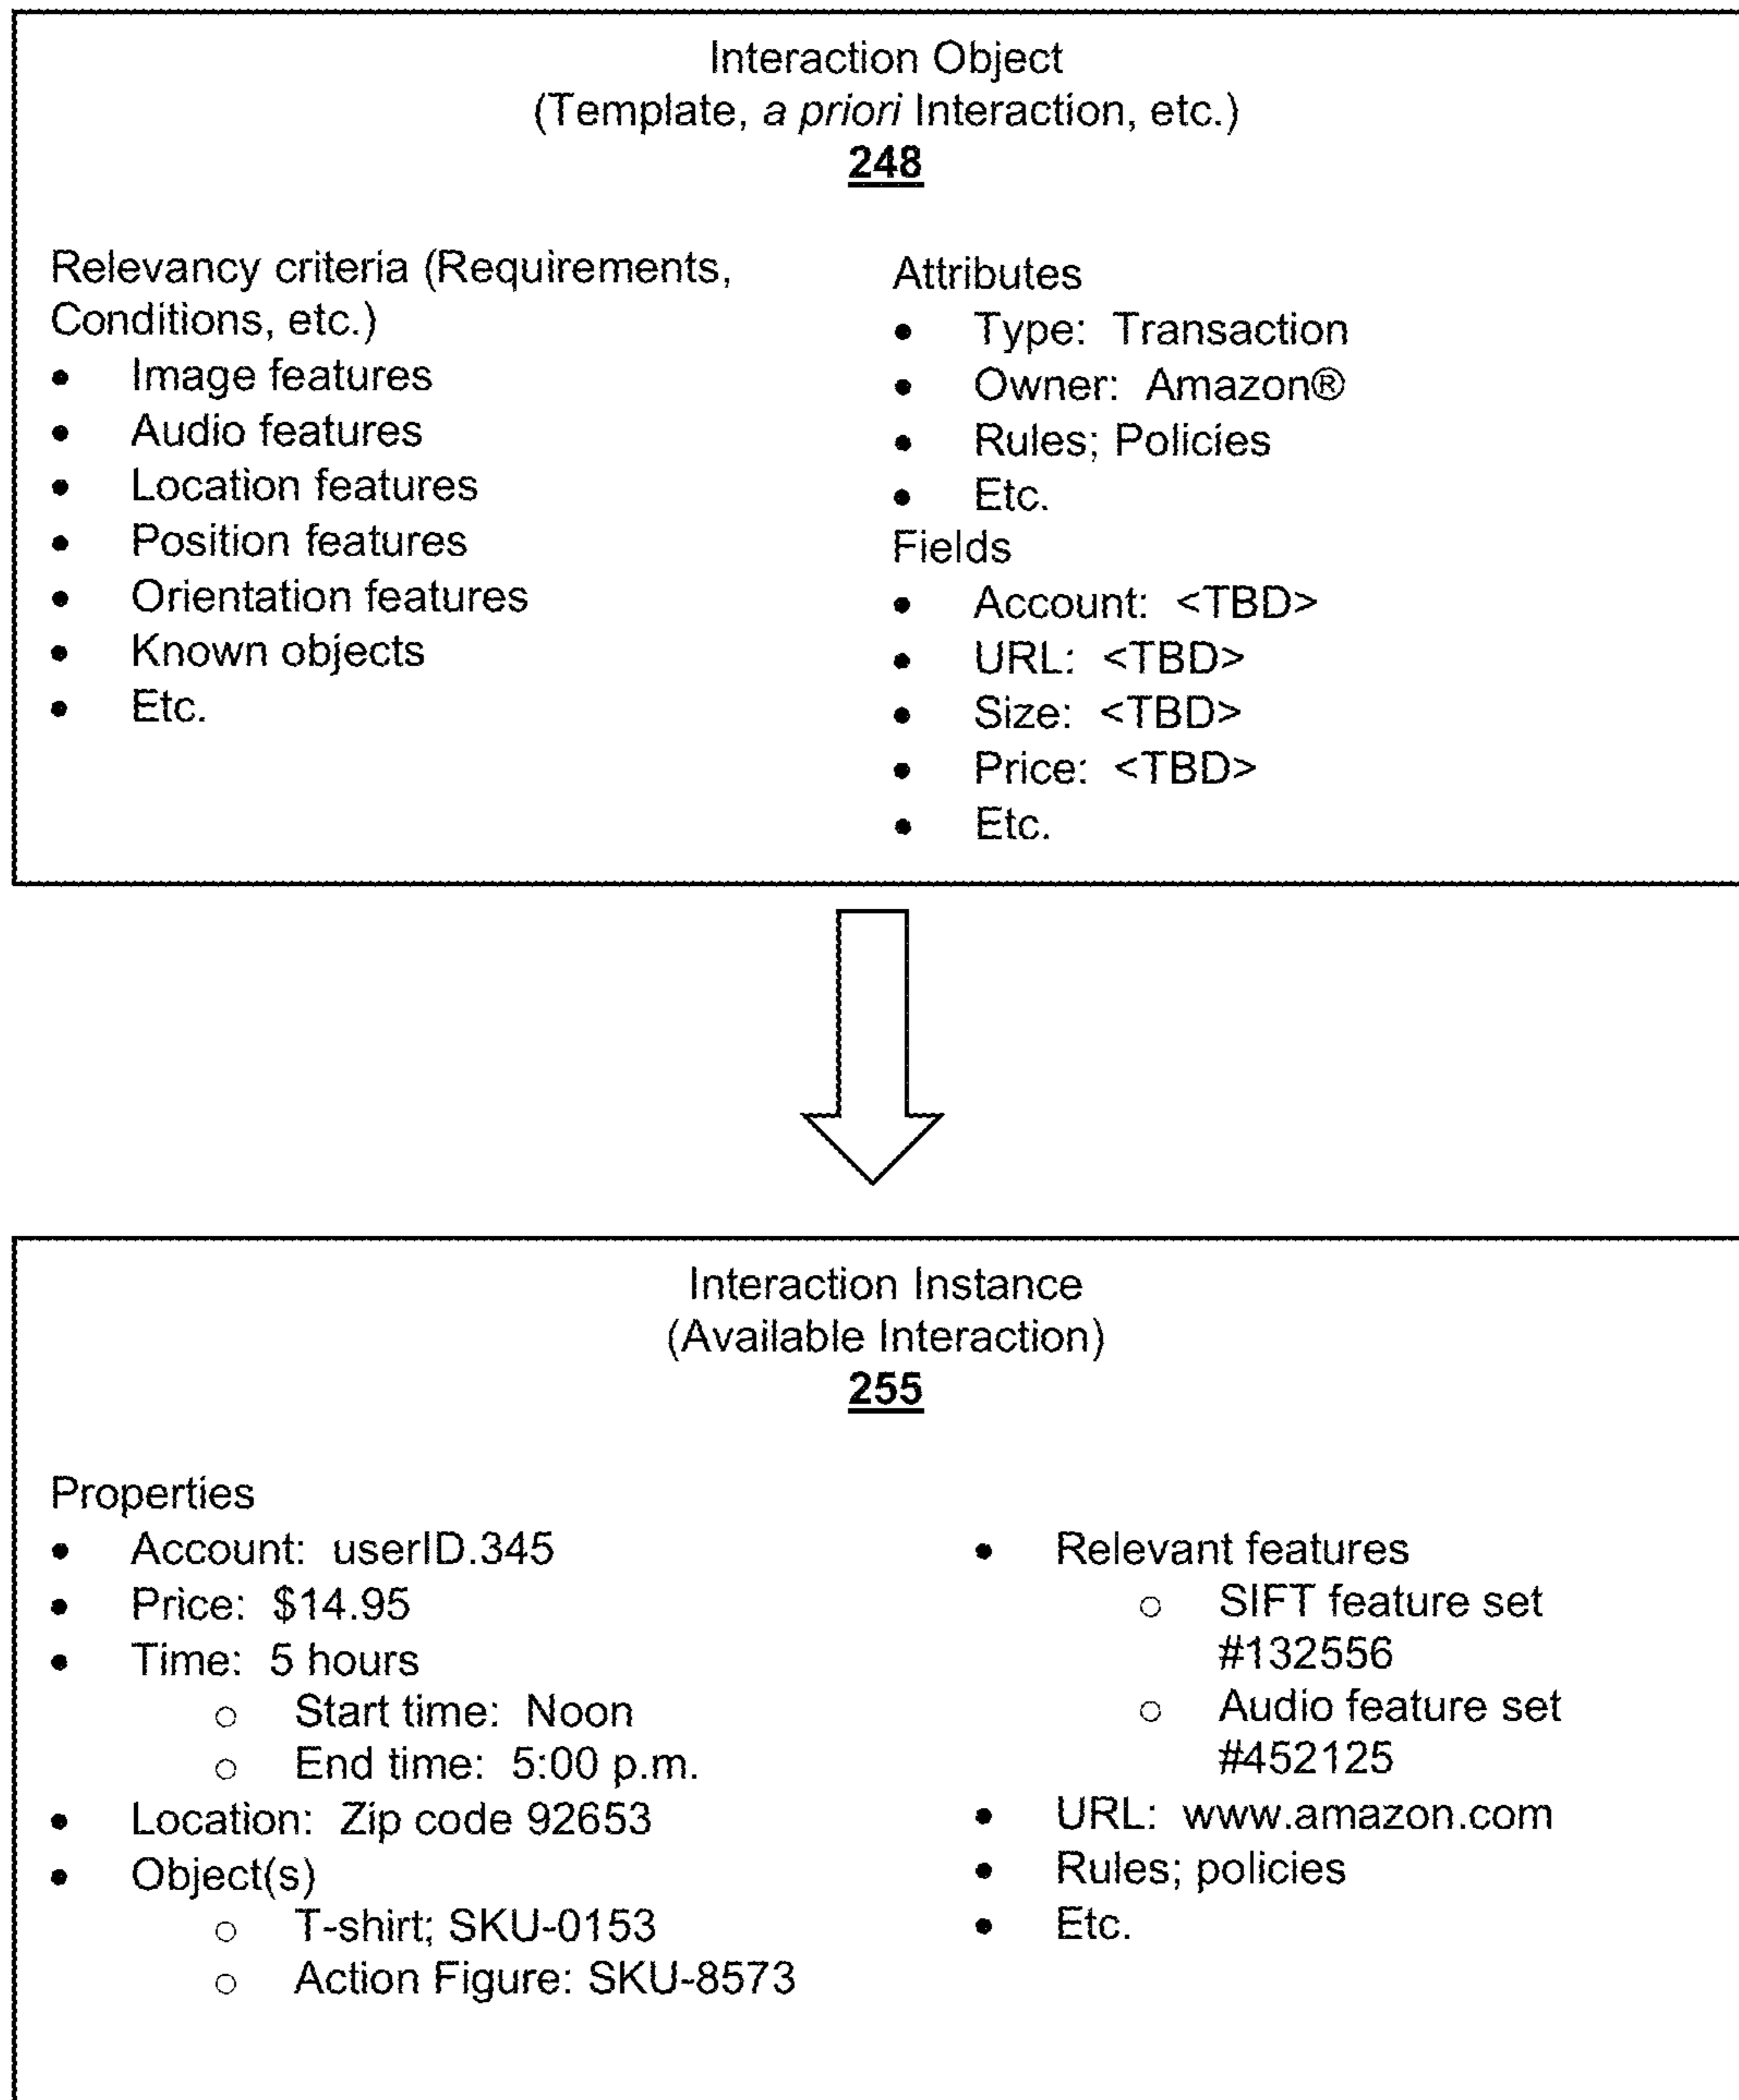 Interaction Object
(Template, a priori Interaction, etc.)
248
Relevancy criteria (Requirements,
Conditions, etc.)
• Image features
• Audio features
• Location features
• Position features
• Orientation features
• Known objects
• Etc.
Attributes
• Type: Transaction
• Owner: Amazon®
• Rules; Policies
• Etc.
Fields
• Account: <TBD>
• URL: <TBD>
• Size: <TBD>
• Price: <TBD>
• Etc.
Interaction Instance
(Available Interaction)
255
Properties
• Account: userID.345
• Price: $14.95
• Time: 5 hours
○ Start time: Noon
○ End time: 5:00 p.m.
• Location: Zip code 92653
• Object(s)
○ T-shirt; SKU-0153
○ Action Figure: SKU-8573
• Relevant features
○ SIFT feature set
#132556
○ Audio feature set
#452125
• URL: www.amazon.com
• Rules; policies
• Etc.